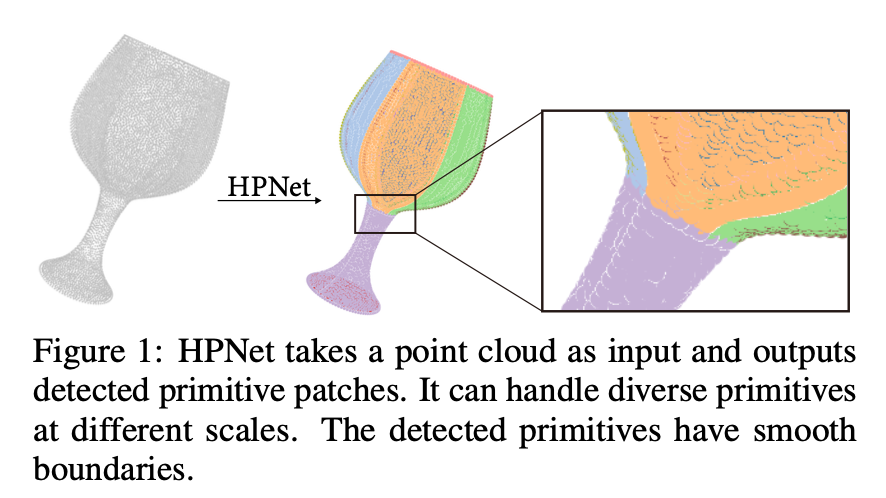 HPNet
Figure 1: HPNet takes a point cloud as input and outputs
detected primitive patches. It can handle diverse primitives
at different scales. The detected primitives have smooth
boundaries.